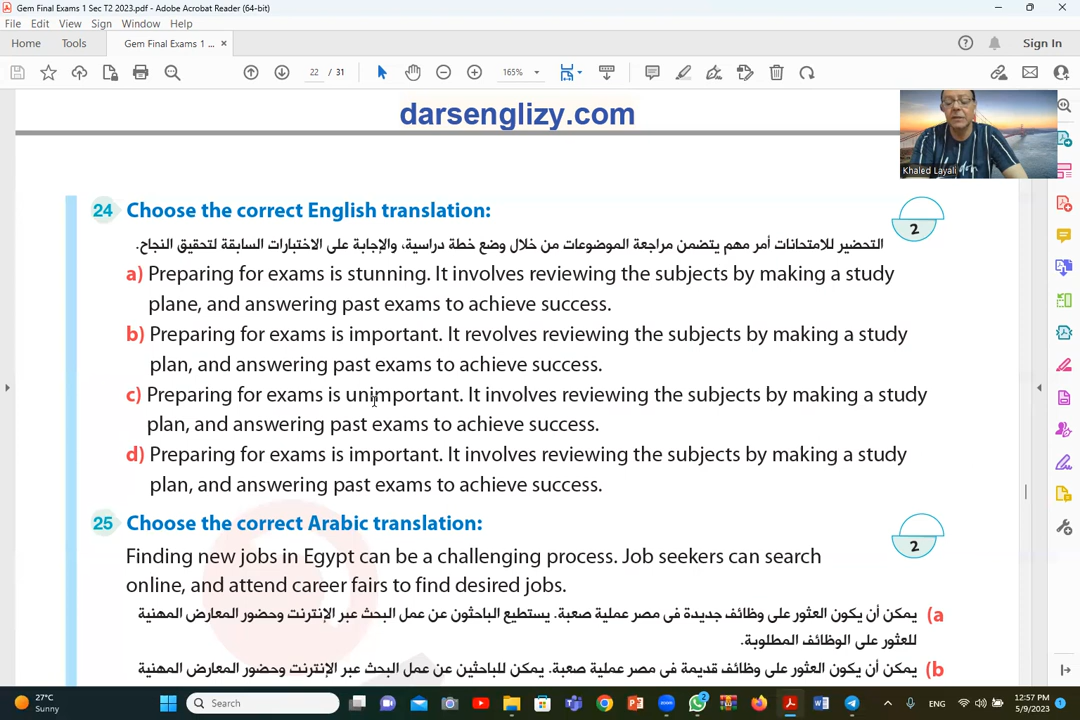 Gem Final Exams 1 Sec T2 2023.pdf - Adobe Acrobat Reader (64-bit)
File Edit View Sign Window Help
Home Tools Gem Final Exams 1 ... × Sign In
22 / 31 165%
darsenglizy.com
Khaled Layali
24 Choose the correct English translation:
2
التحضير للامتحانات أمر مهم يتضمن مراجعة الموضوعات من خلال وضع خطة دراسية، والإجابة على الاختبارات السابقة لتحقيق النجاح.
a) Preparing for exams is stunning. It involves reviewing the subjects by making a study
plane, and answering past exams to achieve success.
b) Preparing for exams is important. It revolves reviewing the subjects by making a study
plan, and answering past exams to achieve success.
c) Preparing for exams is unimportant. It involves reviewing the subjects by making a study
plan, and answering past exams to achieve success.
d) Preparing for exams is important. It involves reviewing the subjects by making a study
plan, and answering past exams to achieve success.
25 Choose the correct Arabic translation:
2
Finding new jobs in Egypt can be a challenging process. Job seekers can search
online, and attend career fairs to find desired jobs.
a) يمكن أن يكون العثور على وظائف جديدة فى مصر عملية صعبة. يستطيع الباحثون عن عمل البحث عبر الإنترنت وحضور المعارض المهنية
للعثور على الوظائف المطلوبة.
b) يمكن أن يكون العثور على وظائف قديمة فى مصر عملية صعبة. يمكن للباحثين عن عمل البحث عبر الإنترنت وحضور المعارض المهنية
27°C
Sunny
Search
2
ENG
12:57 PM
5/9/2023
1